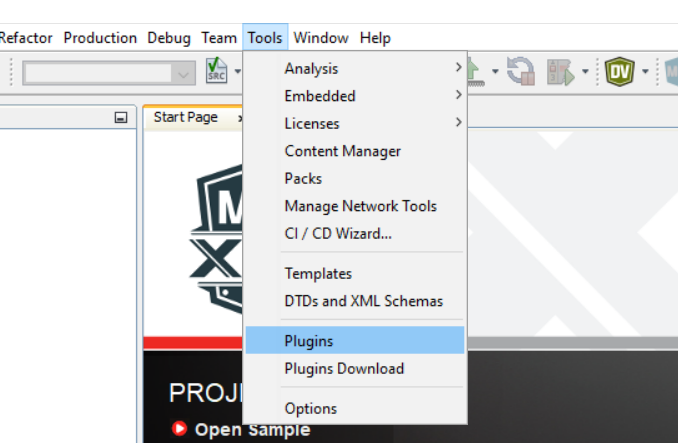 Refactor Production Debug Team Tools Window Help
SRC
DV
Analysis
Embedded
Licenses
Content Manager
Packs
Manage Network Tools
CI / CD Wizard...
Templates
DTDs and XML Schemas
Plugins
Plugins Download
Options
Start Page
M
X
PROJ
Open Sample